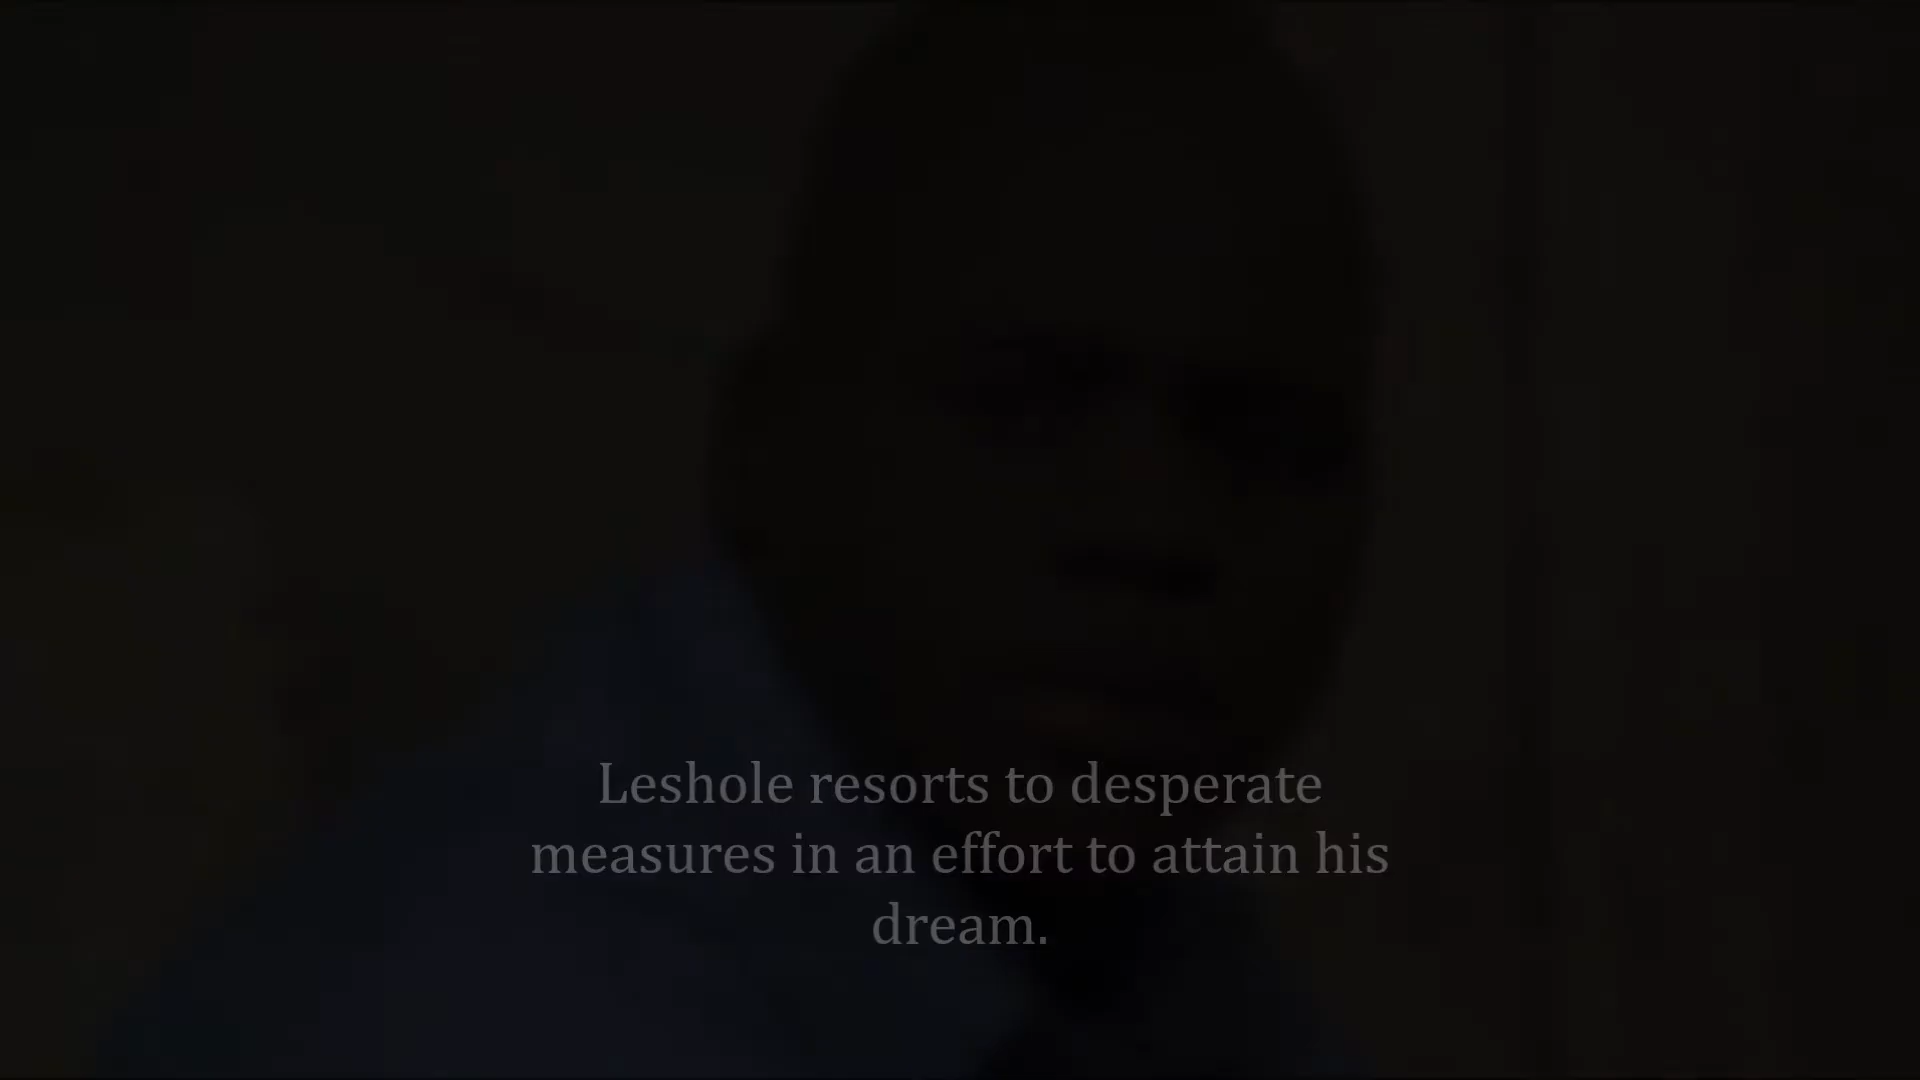 Leshole resorts to desperate
measures in an effort to attain his
dream.